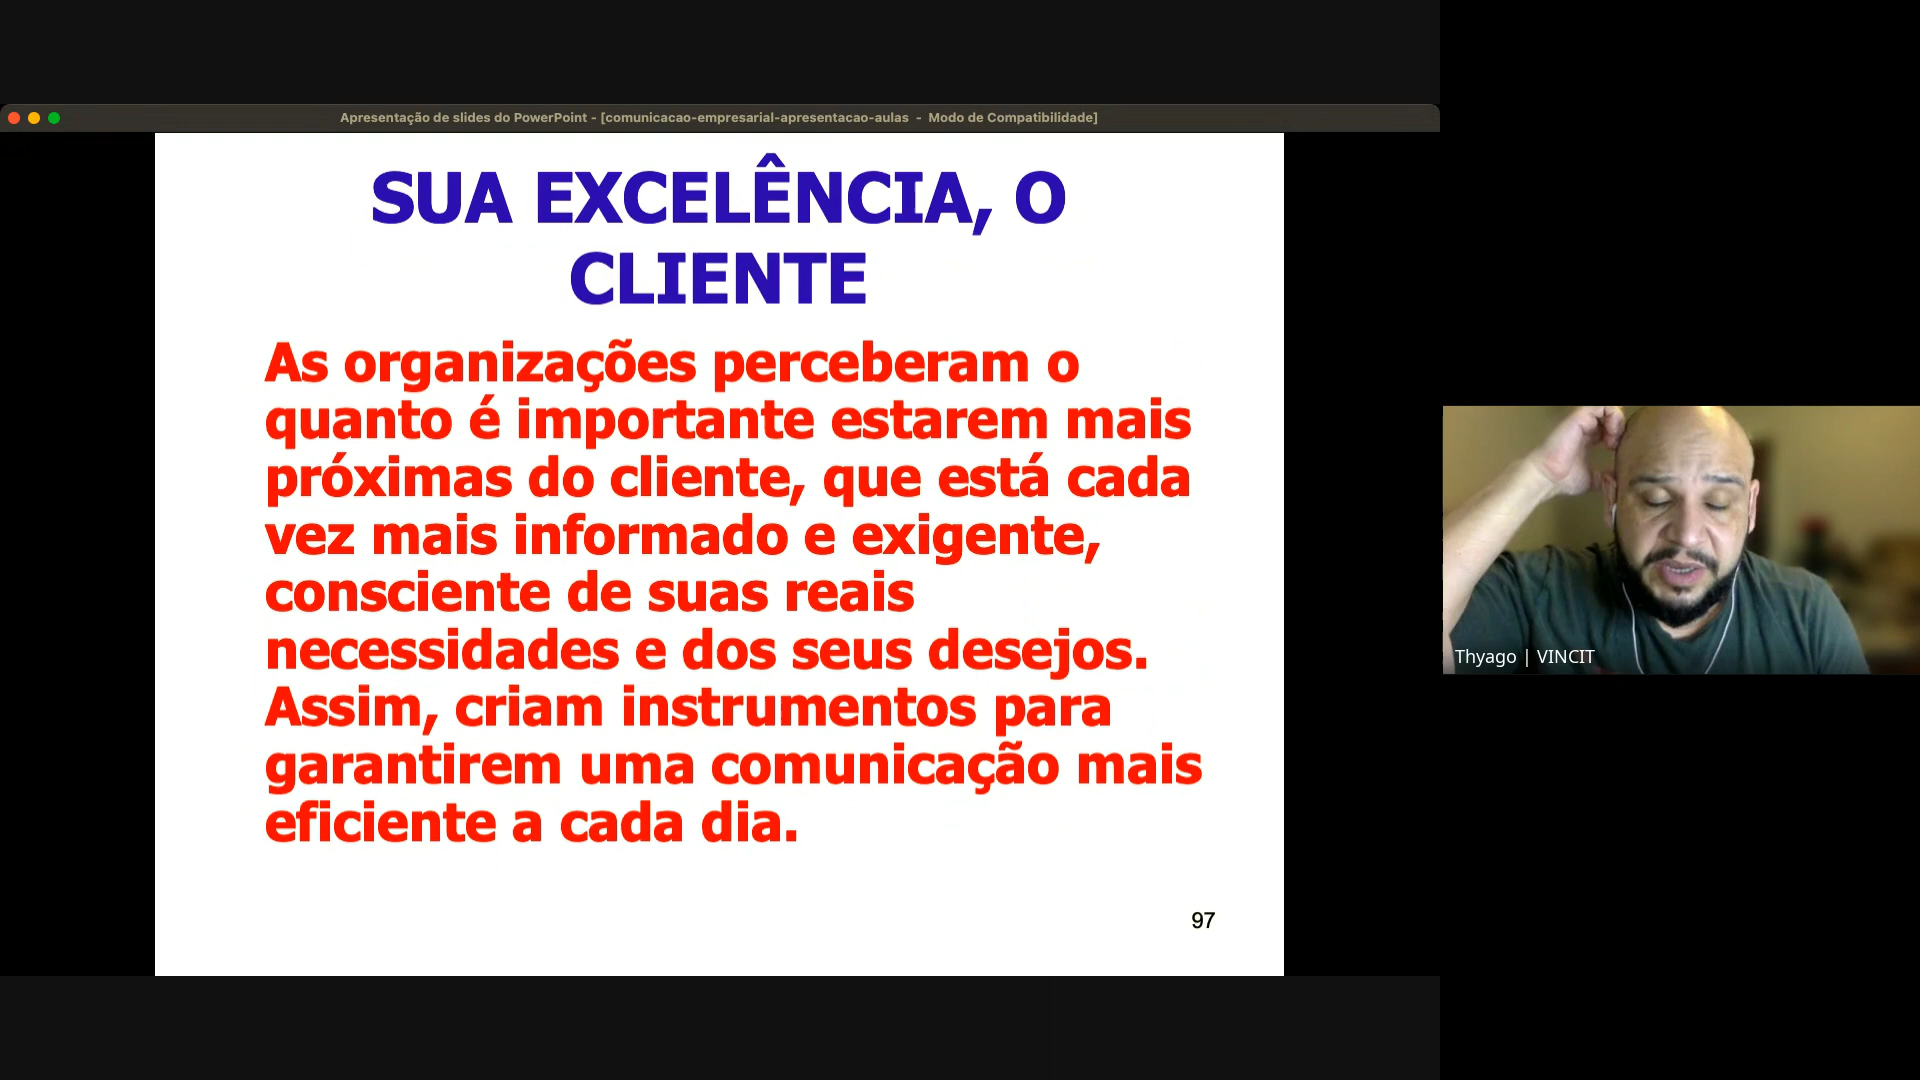 Apresentação de slides do PowerPoint - [comunicacao-empresarial-apresentacao-aulas - Modo de Compatibilidade]
SUA EXCELÊNCIA, O
CLIENTE
As organizações perceberam o
quanto é importante estarem mais
próximas do cliente, que está cada
vez mais informado e exigente,
consciente de suas reais
necessidades e dos seus desejos.
Assim, criam instrumentos para
garantirem uma comunicação mais
eficiente a cada dia.
97
Thyago | VINCIT